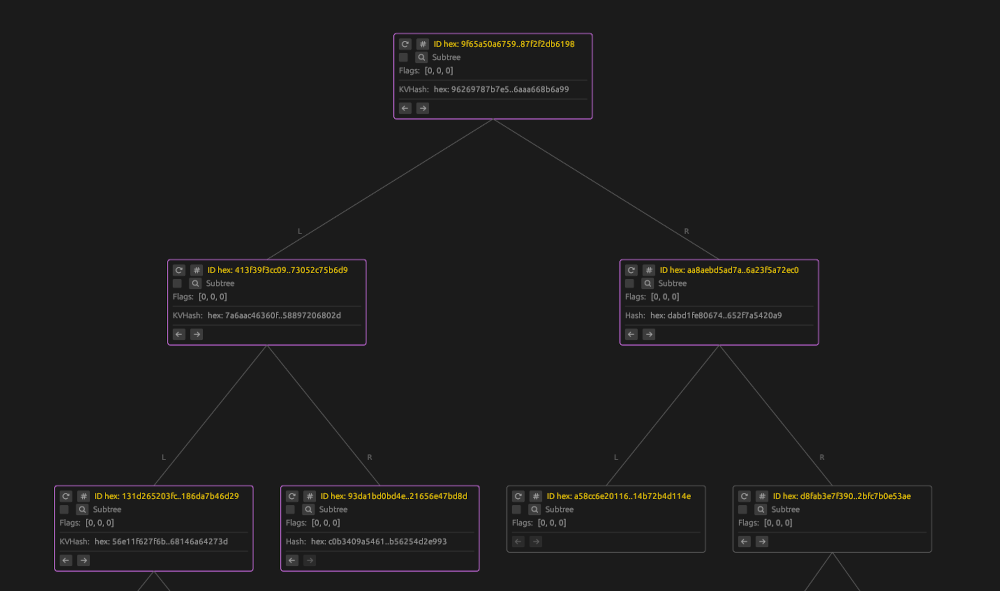 # ID hex: 9f65a50a6759..87f2f2db6198
Subtree
Flags: [0, 0, 0]
KVHash: hex: 96269787b7e5..6aaa668b6a99
← →
L R
# ID hex: 413f39f3cc09..73052c75b6d9
Subtree
Flags: [0, 0, 0]
KVHash: hex: 7a6aac46360f..58897206802d
← →
# ID hex: aa8aebd5ad7a..6a23f5a72ec0
Subtree
Flags: [0, 0, 0]
Hash: hex: dabd1fe80674..652f7a5420a9
← →
L R L R
# ID hex: 131d265203fc..186da7b46d29
Subtree
Flags: [0, 0, 0]
KVHash: hex: 56e11f627f6b..68146a64273d
← →
# ID hex: 93da1bd0bd4e..21656e47bd8d
Subtree
Flags: [0, 0, 0]
Hash: hex: c0b3409a5461..b56254d2e993
← →
# ID hex: a58cc6e20116..14b72b4d114e
Subtree
Flags: [0, 0, 0]
← →
# ID hex: d8fab3e7f390..2bfc7b0e53ae
Subtree
Flags: [0, 0, 0]
← →